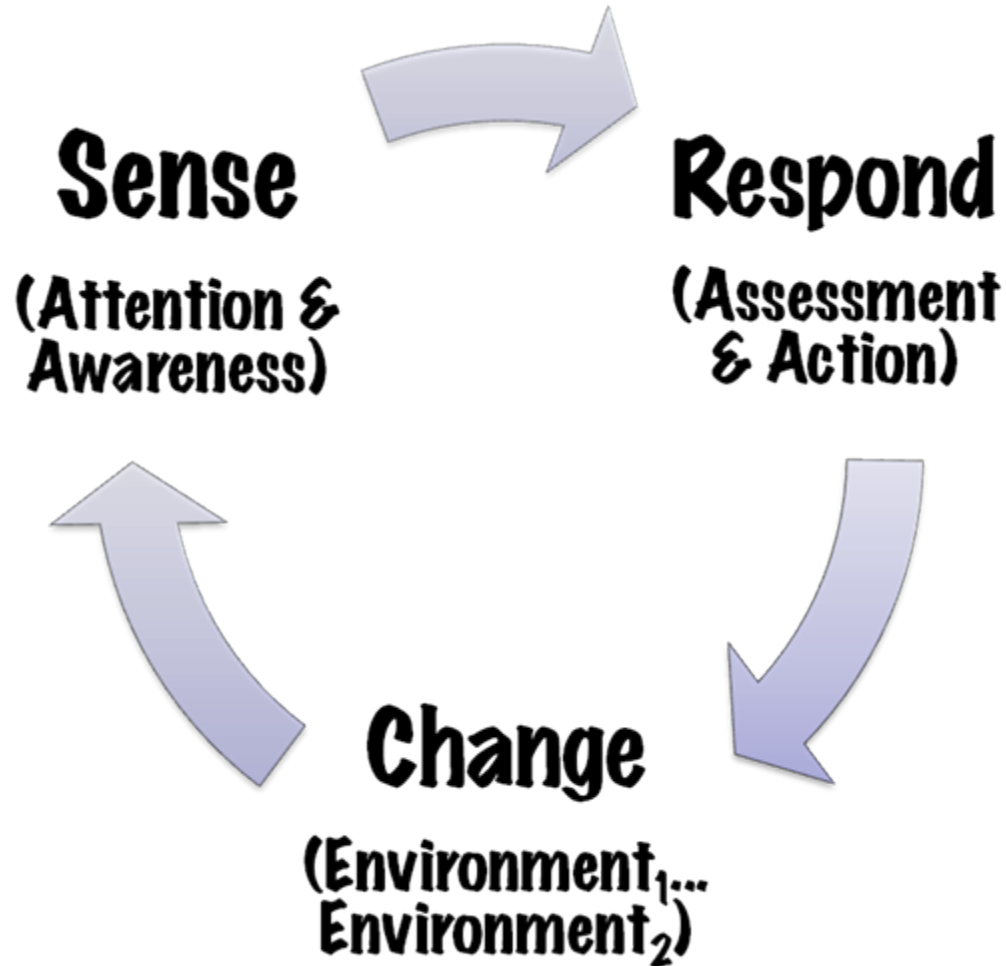 Sense
(Attention &
Awareness)
Respond
(Assessment
& Action)
Change
(Environment₁...
Environment₂)